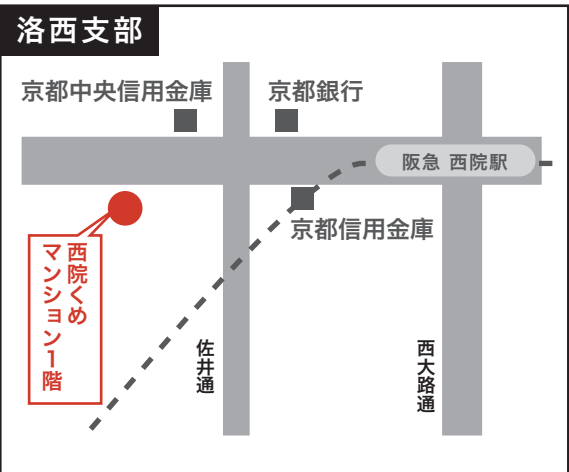 洛西支部
京都中央信用金庫
京都銀行
阪急 西院駅
京都信用金庫
西院くめ
マンション1階
佐井通
西大路通